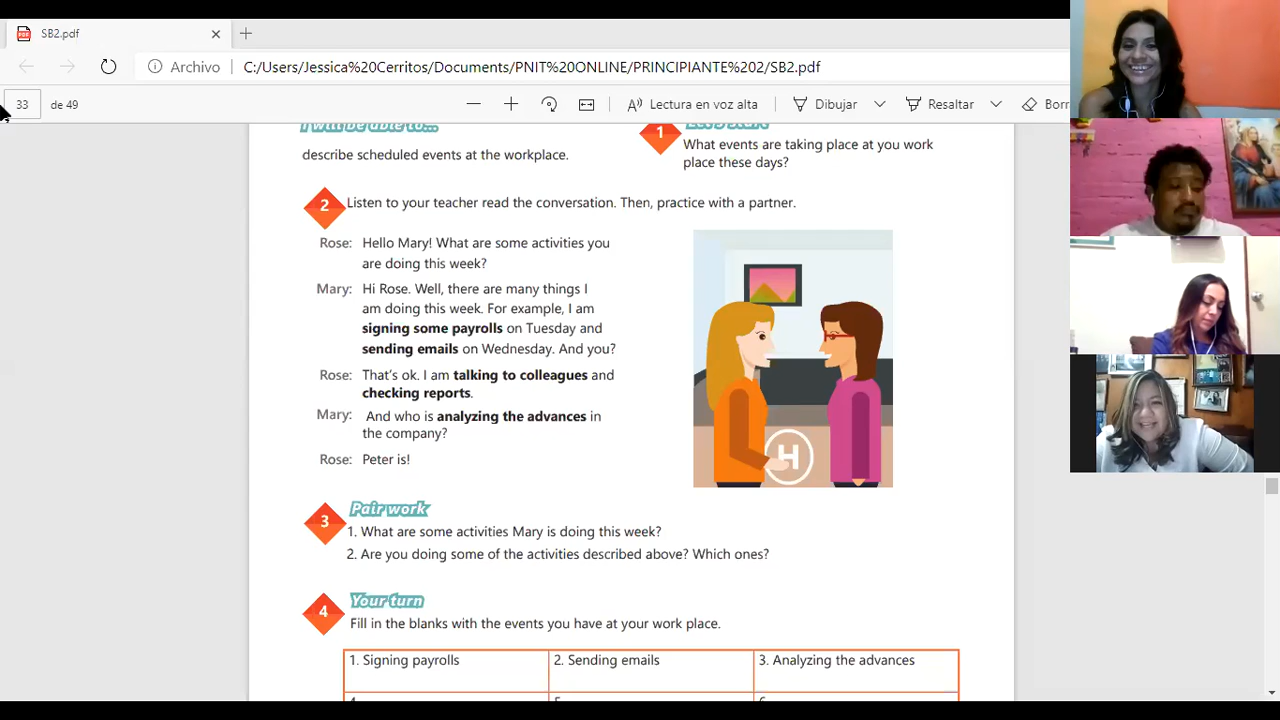 SB2.pdf
Archivo C:/Users/Jessica%20Cerritos/Documents/PNIT%20ONLINE/PRINCIPIANTE%202/SB2.pdf
33 de 49 Lectura en voz alta Dibujar Resaltar Borr
I will be able to... 1 Let's start
describe scheduled events at the workplace.
What events are taking place at you work
place these days?
2 Listen to your teacher read the conversation. Then, practice with a partner.
Rose: Hello Mary! What are some activities you
are doing this week?
Mary: Hi Rose. Well, there are many things I
am doing this week. For example, I am
signing some payrolls on Tuesday and
sending emails on Wednesday. And you?
Rose: That's ok. I am talking to colleagues and
checking reports.
Mary: And who is analyzing the advances in
the company?
Rose: Peter is!
H
3 Pair work
1. What are some activities Mary is doing this week?
2. Are you doing some of the activities described above? Which ones?
4 Your turn
Fill in the blanks with the events you have at your work place.
1. Signing payrolls 2. Sending emails 3. Analyzing the advances